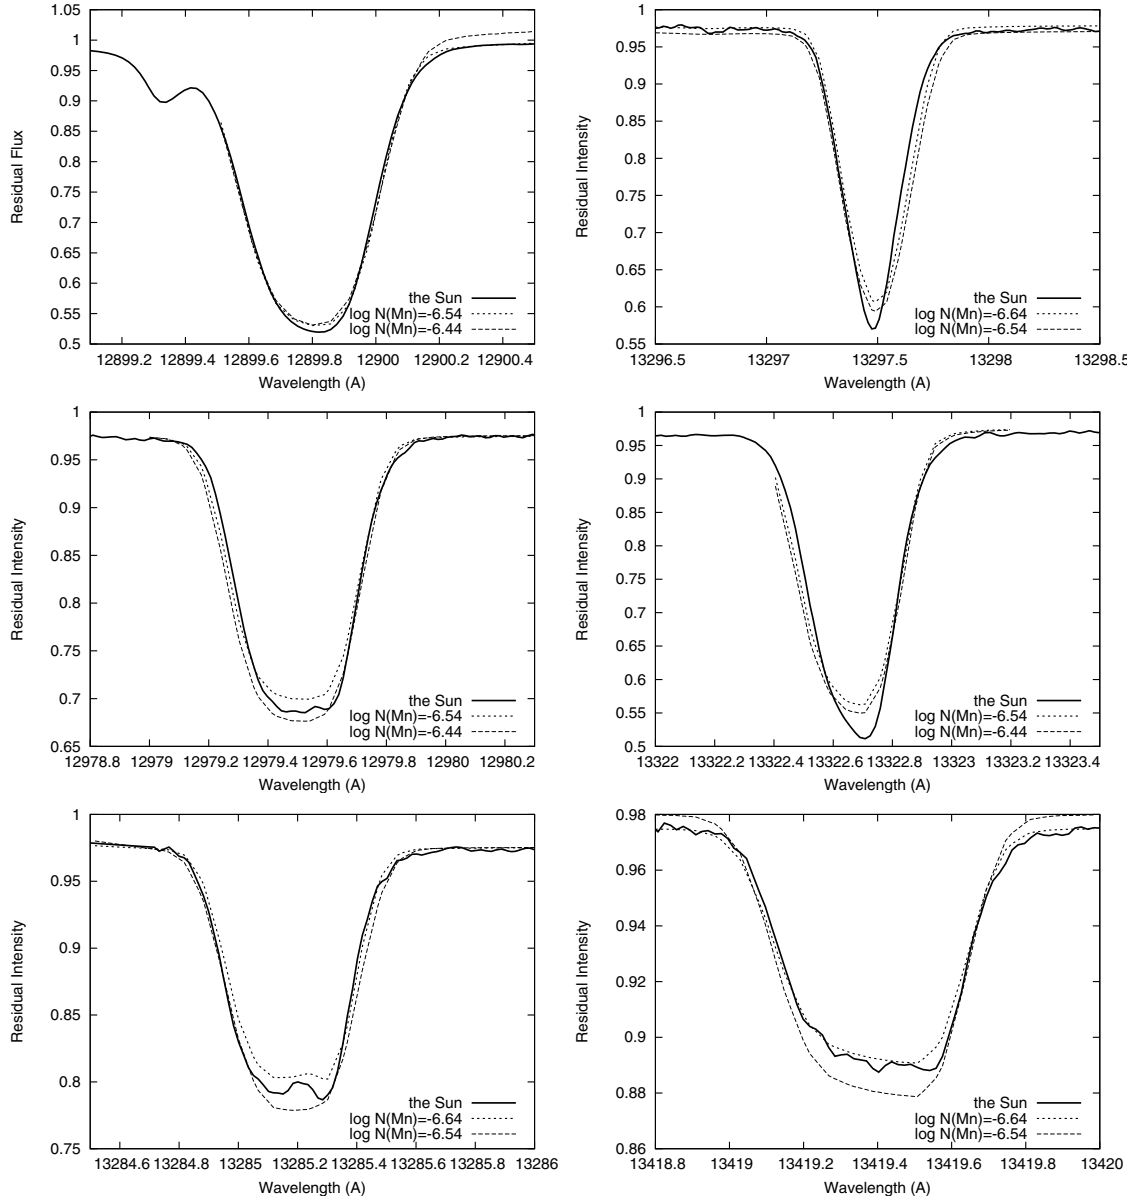 1.05
1
0.95
0.9
0.85
0.8
0.75
0.7
0.65
0.6
0.55
0.5
Residual Flux
the Sun
log N(Mn)=-6.54
log N(Mn)=-6.44
12899.2 12899.4 12899.6 12899.8 12900 12900.2 12900.4
Wavelength (A)
1
0.95
0.9
0.85
0.8
0.75
0.7
0.65
0.6
0.55
Residual Intensity
the Sun
log N(Mn)=-6.64
log N(Mn)=-6.54
13296.5 13297 13297.5 13298 13298.5
Wavelength (A)
1
0.95
0.9
0.85
0.8
0.75
0.7
0.65
Residual Intensity
the Sun
log N(Mn)=-6.54
log N(Mn)=-6.44
12978.8 12979 12979.2 12979.4 12979.6 12979.8 12980 12980.2
Wavelength (A)
1
0.95
0.9
0.85
0.8
0.75
0.7
0.65
0.6
0.55
0.5
Residual Intensity
the Sun
log N(Mn)=-6.54
log N(Mn)=-6.44
13322 13322.2 13322.4 13322.6 13322.8 13323 13323.2 13323.4
Wavelength (A)
1
0.95
0.9
0.85
0.8
0.75
Residual Intensity
the Sun
log N(Mn)=-6.64
log N(Mn)=-6.54
13284.6 13284.8 13285 13285.2 13285.4 13285.6 13285.8 13286
Wavelength (A)
0.98
0.96
0.94
0.92
0.9
0.88
0.86
Residual Intensity
the Sun
log N(Mn)=-6.64
log N(Mn)=-6.54
13418.8 13419 13419.2 13419.4 13419.6 13419.8 13420
Wavelength (A)